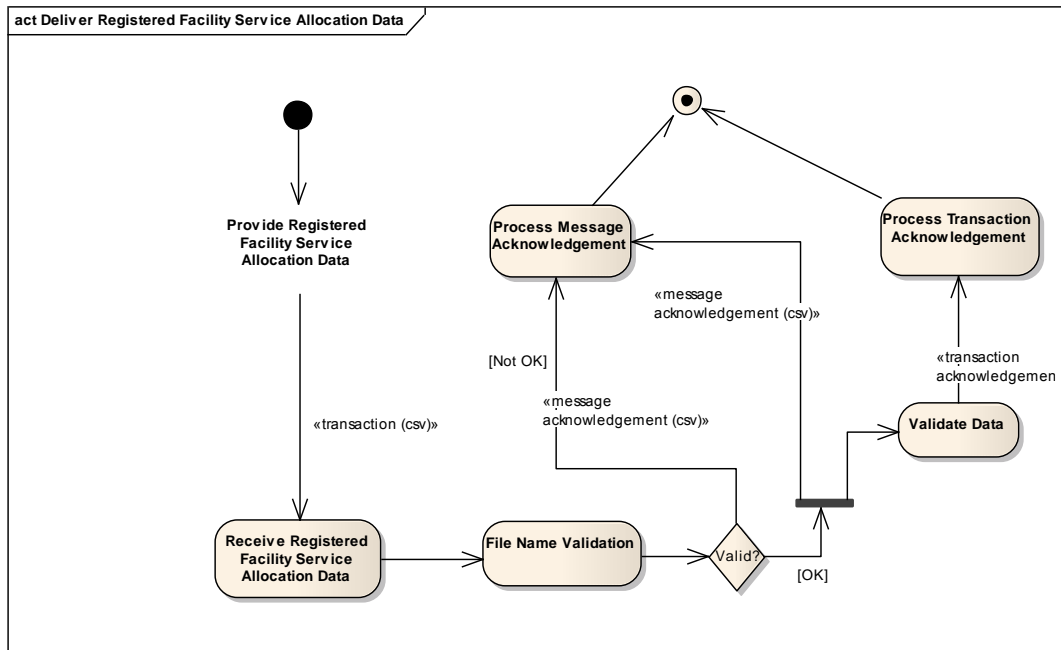 act Deliver Registered Facility Service Allocation Data
Provide Registered
Facility Service
Allocation Data
Process Message
Acknowledgement
Process Transaction
Acknowledgement
«message
acknowledgement (csv)»
[Not OK]
«transaction
acknowledgemen
«message
acknowledgement (csv)»
«transaction (csv)»
Validate Data
Receive Registered
Facility Service
Allocation Data
File Name Validation
Valid?
[OK]